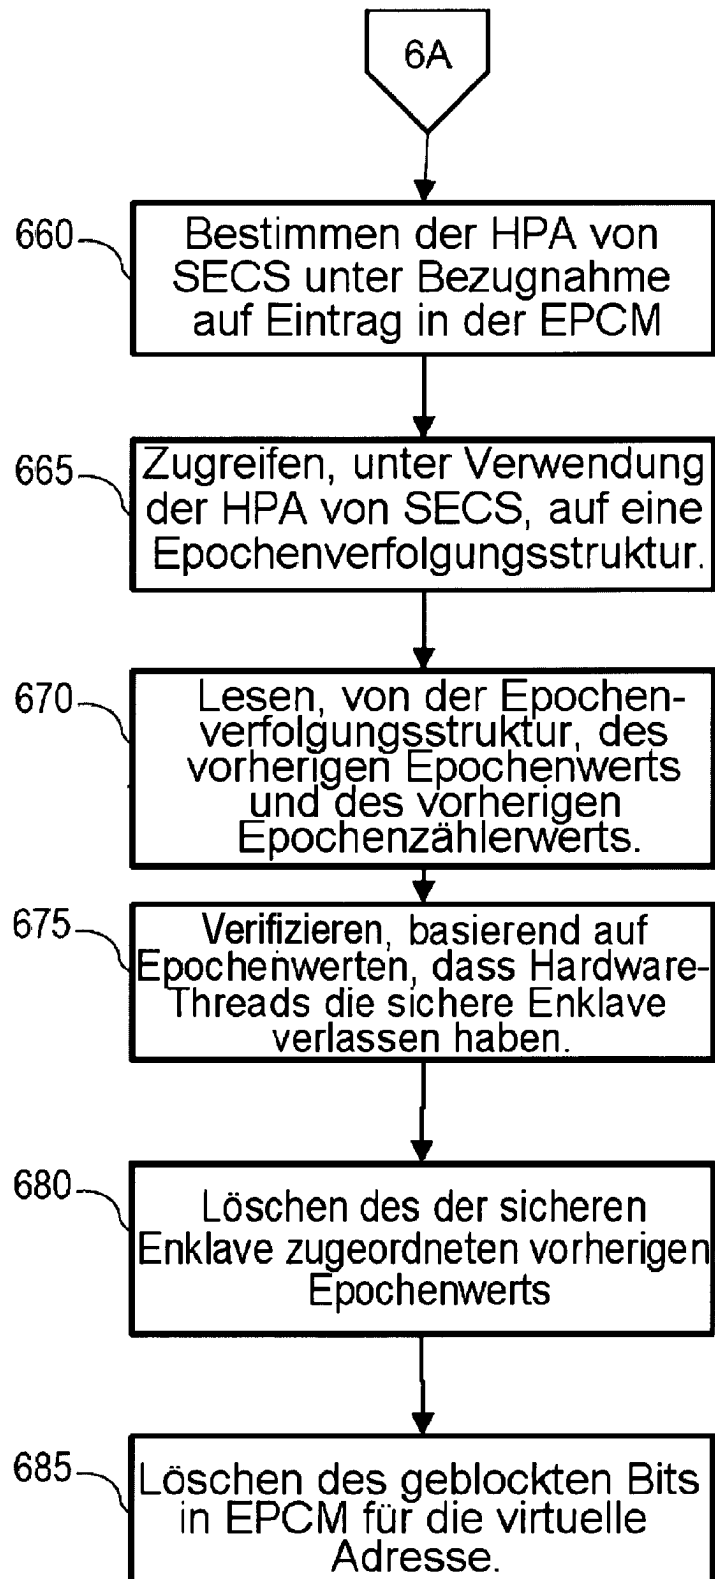 6A
660
Bestimmen der HPA von
SECS unter Bezugnahme
auf Eintrag in der EPCM
665
Zugreifen, unter Verwendung
der HPA von SECS, auf eine
Epochenverfolgungsstruktur.
670
Lesen, von der Epochen-
verfolgungsstruktur, des
vorherigen Epochenwerts
und des vorherigen
Epochenzählerwerts.
675
Verifizieren, basierend auf
Epochenwerten, dass Hardware-
Threads die sichere Enklave
verlassen haben.
680
Löschen des der sicheren
Enklave zugeordneten vorherigen
Epochenwerts
685
Löschen des geblockten Bits
in EPCM für die virtuelle
Adresse.